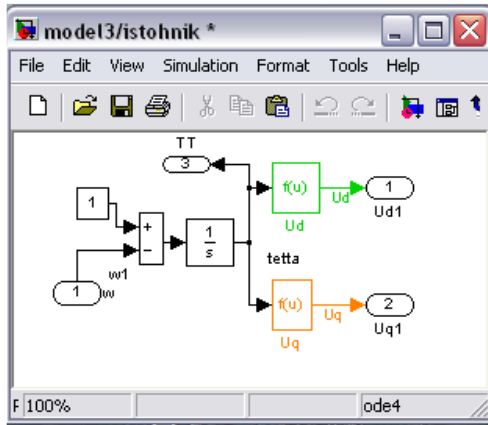 model3/istohnik *
File Edit View Simulation Format Tools Help
TT
3
f(u)
Ud
1
Ud1
Ud
1
+
−
1
s
w1
1
w
tetta
f(u)
Uq
2
Uq1
Uq
F 100%
ode4